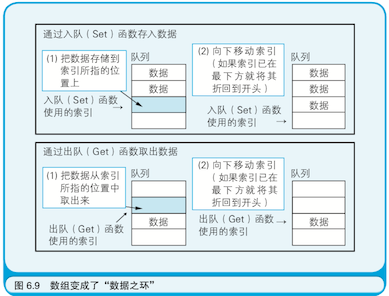 通过入队（Set）函数存入数据
(1) 把数据存储到
索引所指的位
置上
队列
数据
数据
入队（Set）函数
使用的索引
(2) 向下移动索引
（如果索引已在
最下方就将其
折回到开头）
队列
数据
数据
数据
入队（Set）函数
使用的索引
通过出队（Get）函数取出数据
(1) 把数据从索引
所指的位置中
取出来
队列
数据
出队（Get）函数
使用的索引
(2) 向下移动索引
（如果索引已在
最下方就将其
折回到开头）
队列
数据
出队（Get）函数
使用的索引
图 6.9 数组变成了“数据之环”